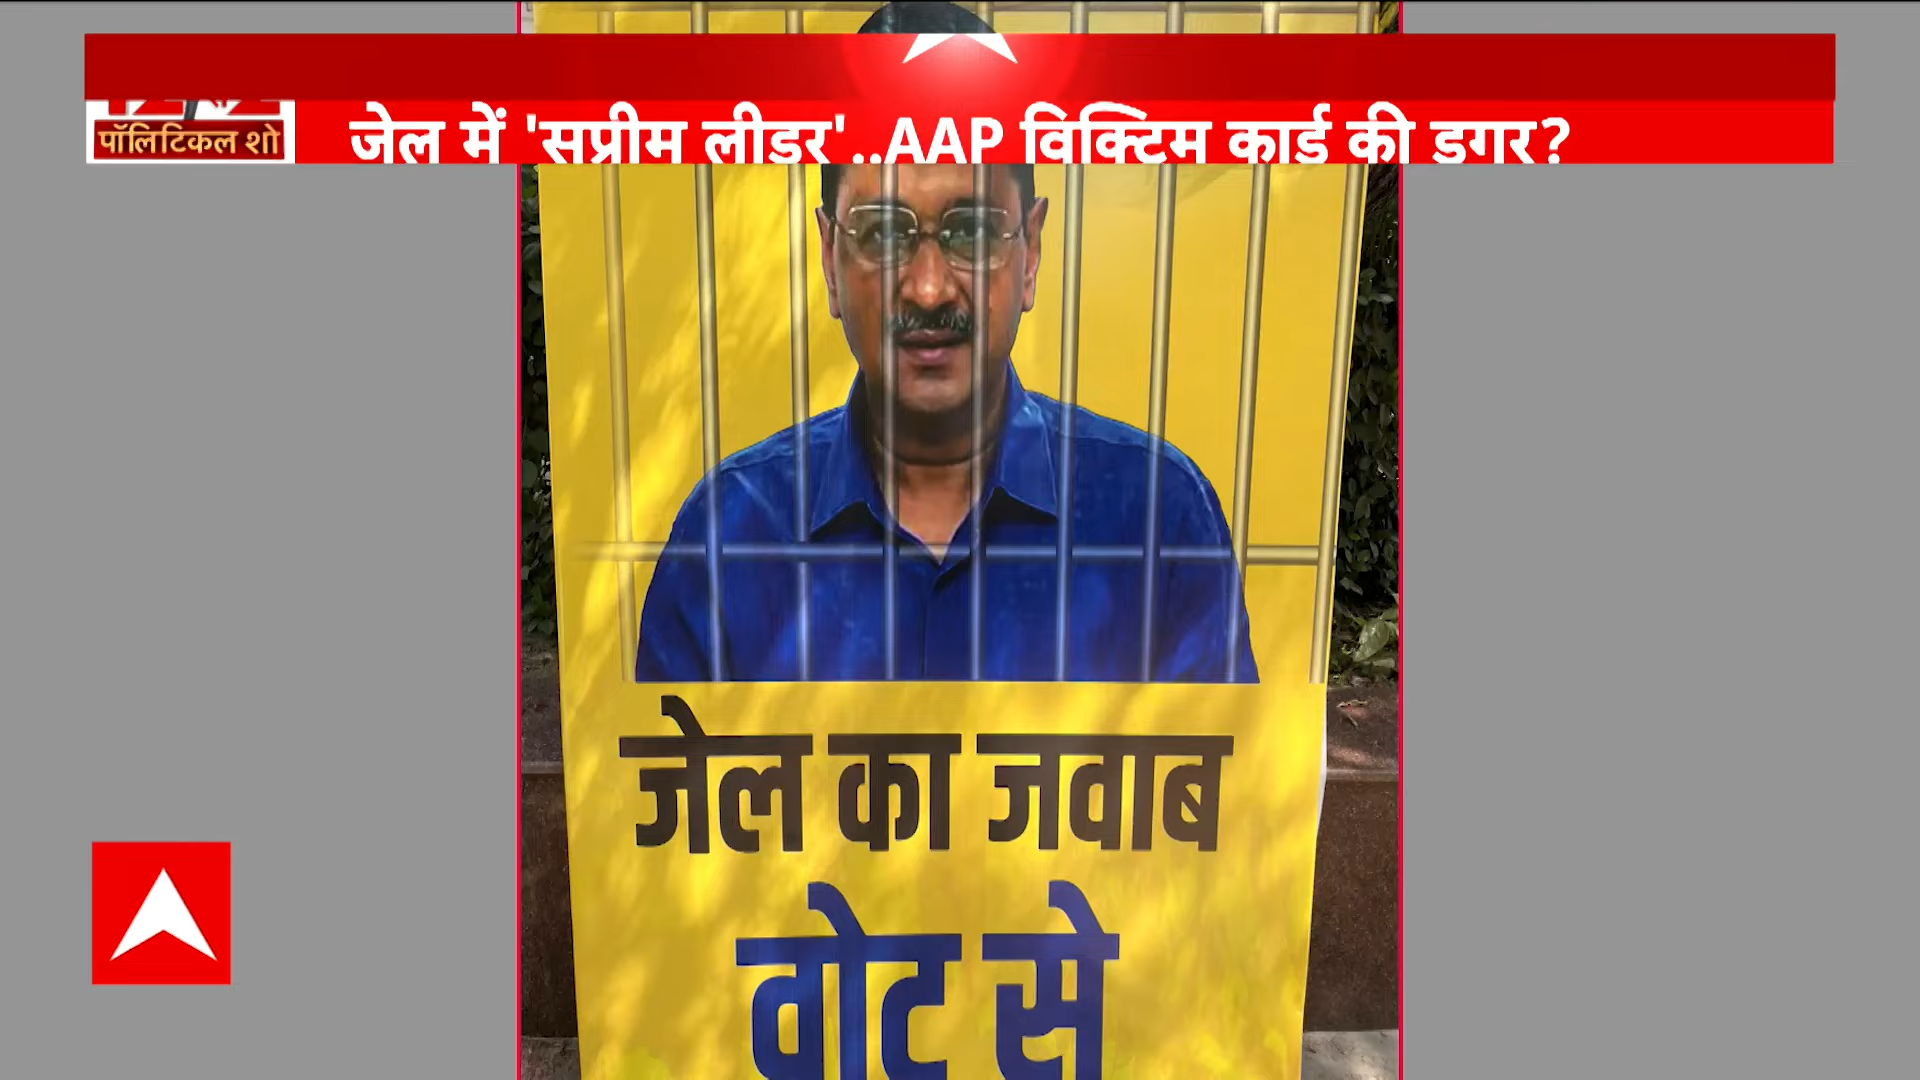 पॉलिटिकल शो
जेल में 'सुप्रीम लीडर'..AAP विक्टिम कार्ड की डगर?
जेल का जवाब
वोट से